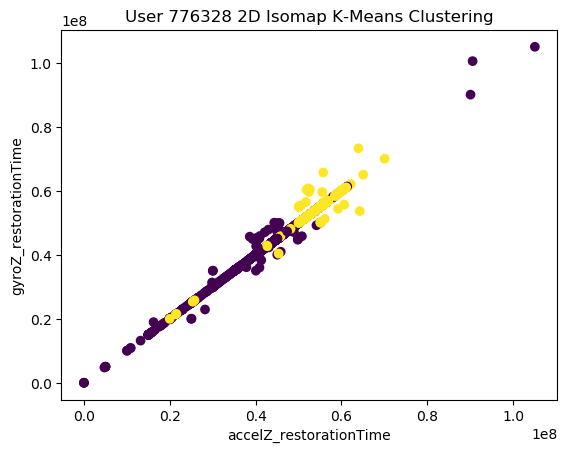 User 776328 2D Isomap K-Means Clustering
1e8
1.0
0.8
0.6
0.4
0.2
0.0
gyroZ_restorationTime
0.0 0.2 0.4 0.6 0.8 1.0
1e8
accelZ_restorationTime